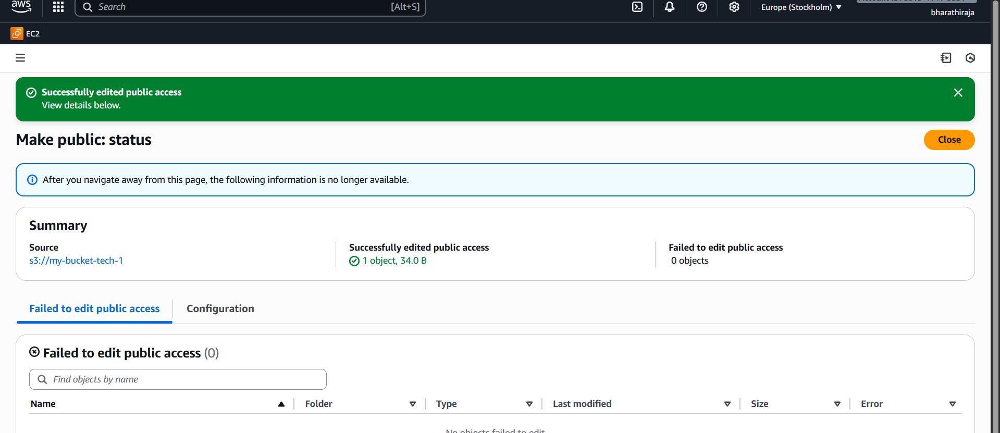 aws
Search [Alt+S]
Europe (Stockholm)
bharathiraja
EC2
Successfully edited public access
View details below.
Make public: status
Close
After you navigate away from this page, the following information is no longer available.
Summary
Source
s3://my-bucket-tech-1
Successfully edited public access
1 object, 34.0 B
Failed to edit public access
0 objects
Failed to edit public access
Configuration
Failed to edit public access (0)
Find objects by name
Name Folder Type Last modified Size Error
No objects failed to edit